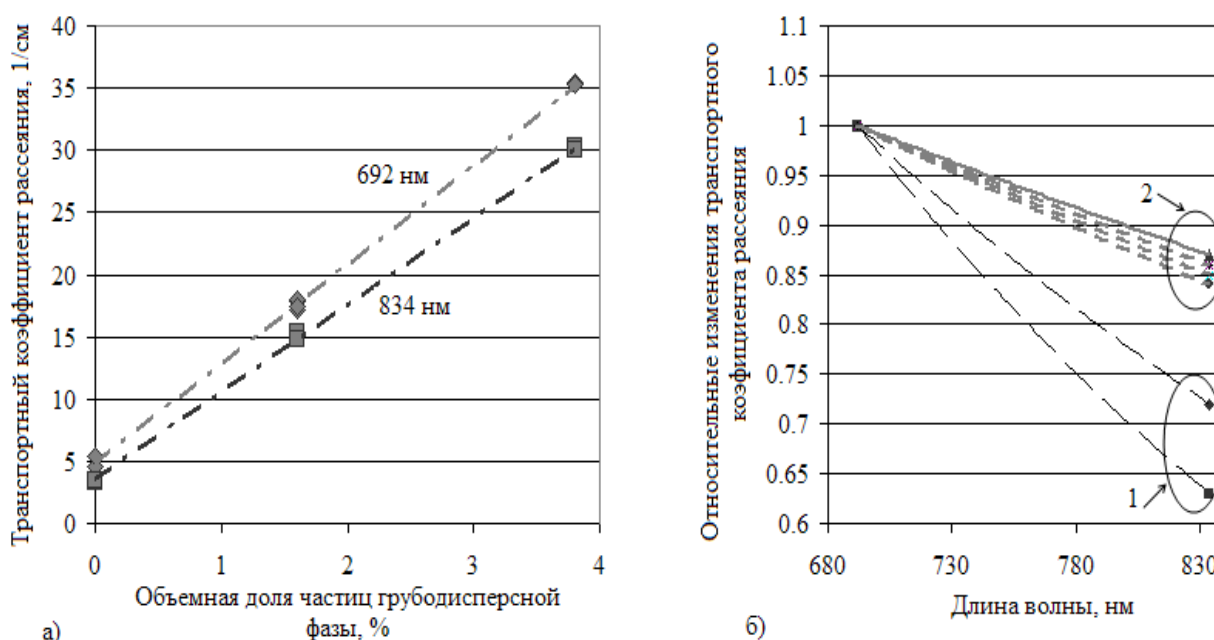 Транспортный коэффициент рассеяния, 1/см
40
35
30
25
20
15
10
5
0
692 нм
834 нм
0 1 2 3 4
Объемная доля частиц грубодисперсной
фазы, %
а)
Относительные изменения транспортного
коэфициента рассеяния
1.1
1.05
1
0.95
0.9
0.85
0.8
0.75
0.7
0.65
0.6
2
1
680 730 780 830
Длина волны, нм
б)